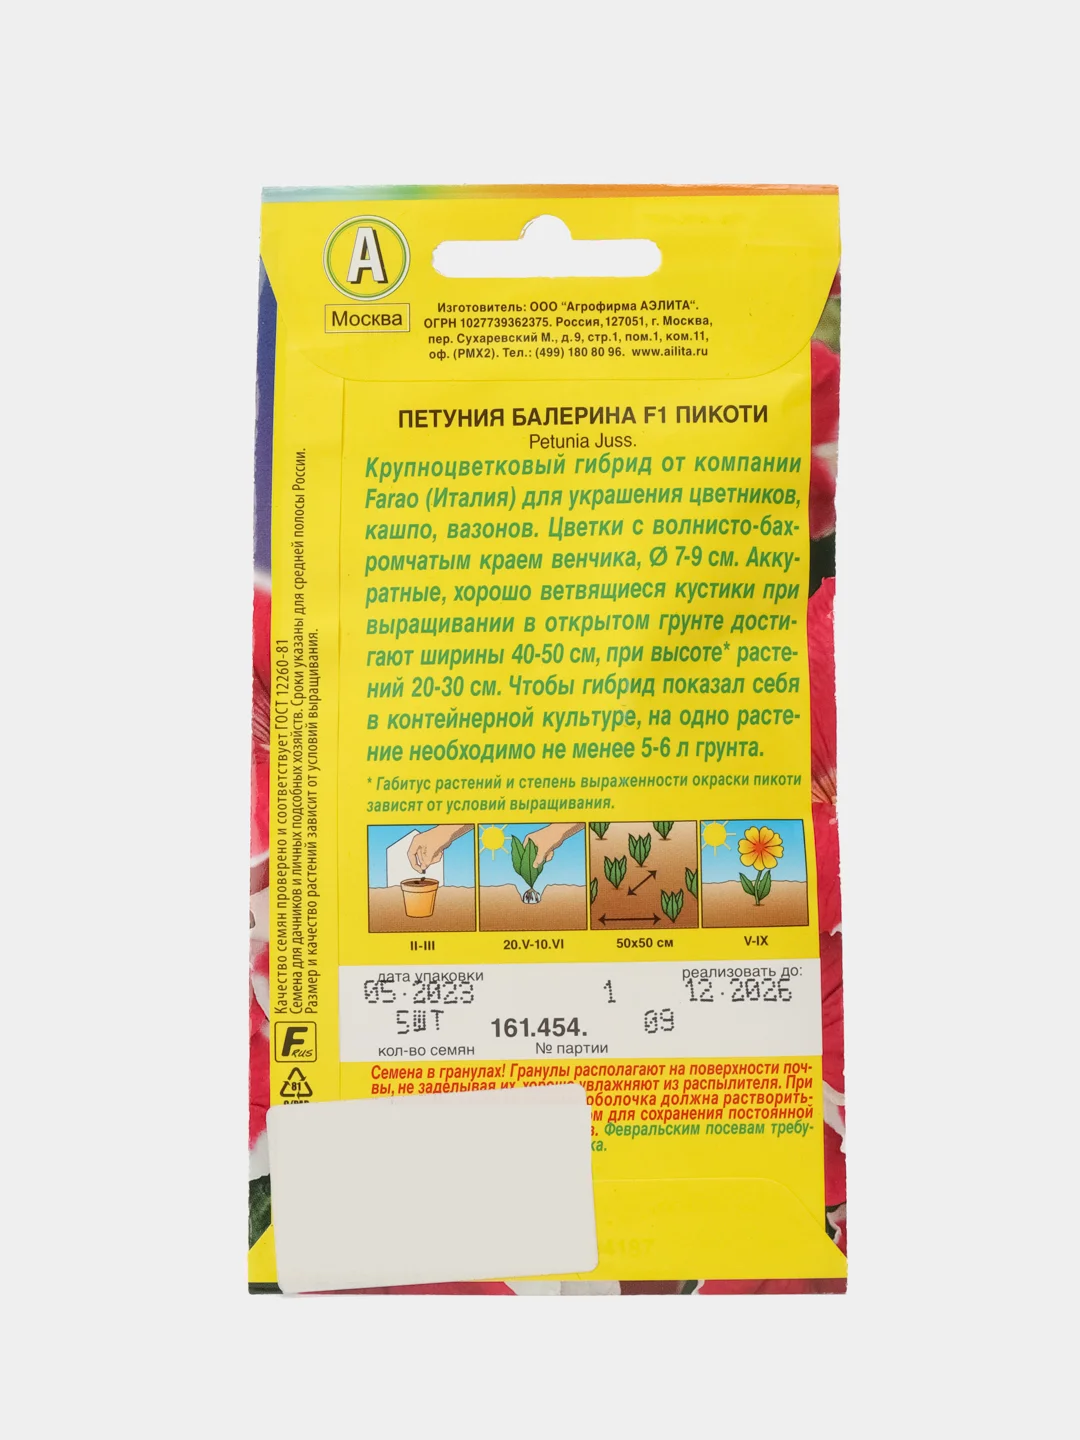 А
Москва
Изготовитель: ООО "Агрофирма АЭЛИТА".
ОГРН 1027739362375. Россия, 127051, г. Москва,
пер. Сухаревский М., д.9, стр.1, пом.1, ком.11,
оф. (РМХ2). Тел.: (499) 180 80 96. www.ailita.ru
ПЕТУНИЯ БАЛЕРИНА F1 ПИКОТИ
Petunia Juss.
Крупноцветковый гибрид от компании
Farao (Италия) для украшения цветников,
кашпо, вазонов. Цветки с волнисто-бах-
ромчатым краем венчика, Ø 7-9 см. Акку-
ратные, хорошо ветвящиеся кустики при
выращивании в открытом грунте дости-
гают ширины 40-50 см, при высоте* расте-
ний 20-30 см. Чтобы гибрид показал себя
в контейнерной культуре, на одно расте-
ние необходимо не менее 5-6 л грунта.
* Габитус растений и степень выраженности окраски пикоти
зависят от условий выращивания.
II-III 20.V-10.VI 50х50 см V-IX
дата упаковки реализовать до:
05·2023 1 12·2026
5ШТ 161.454. 09
кол-во семян № партии
Семена в гранулах! Гранулы располагают на поверхности поч-
вы, не заделывая их, хорошо увлажняют из распылителя. При
оболочка должна растворить-
для сохранения постоянной
Февральским посевам требу-
Качество семян проверено и соответствует ГОСТ 12260-81
Семена для дачников и личных подсобных хозяйств. Сроки указаны для средней полосы России.
Размер и качество растений зависит от условий выращивания.
F RUS
81